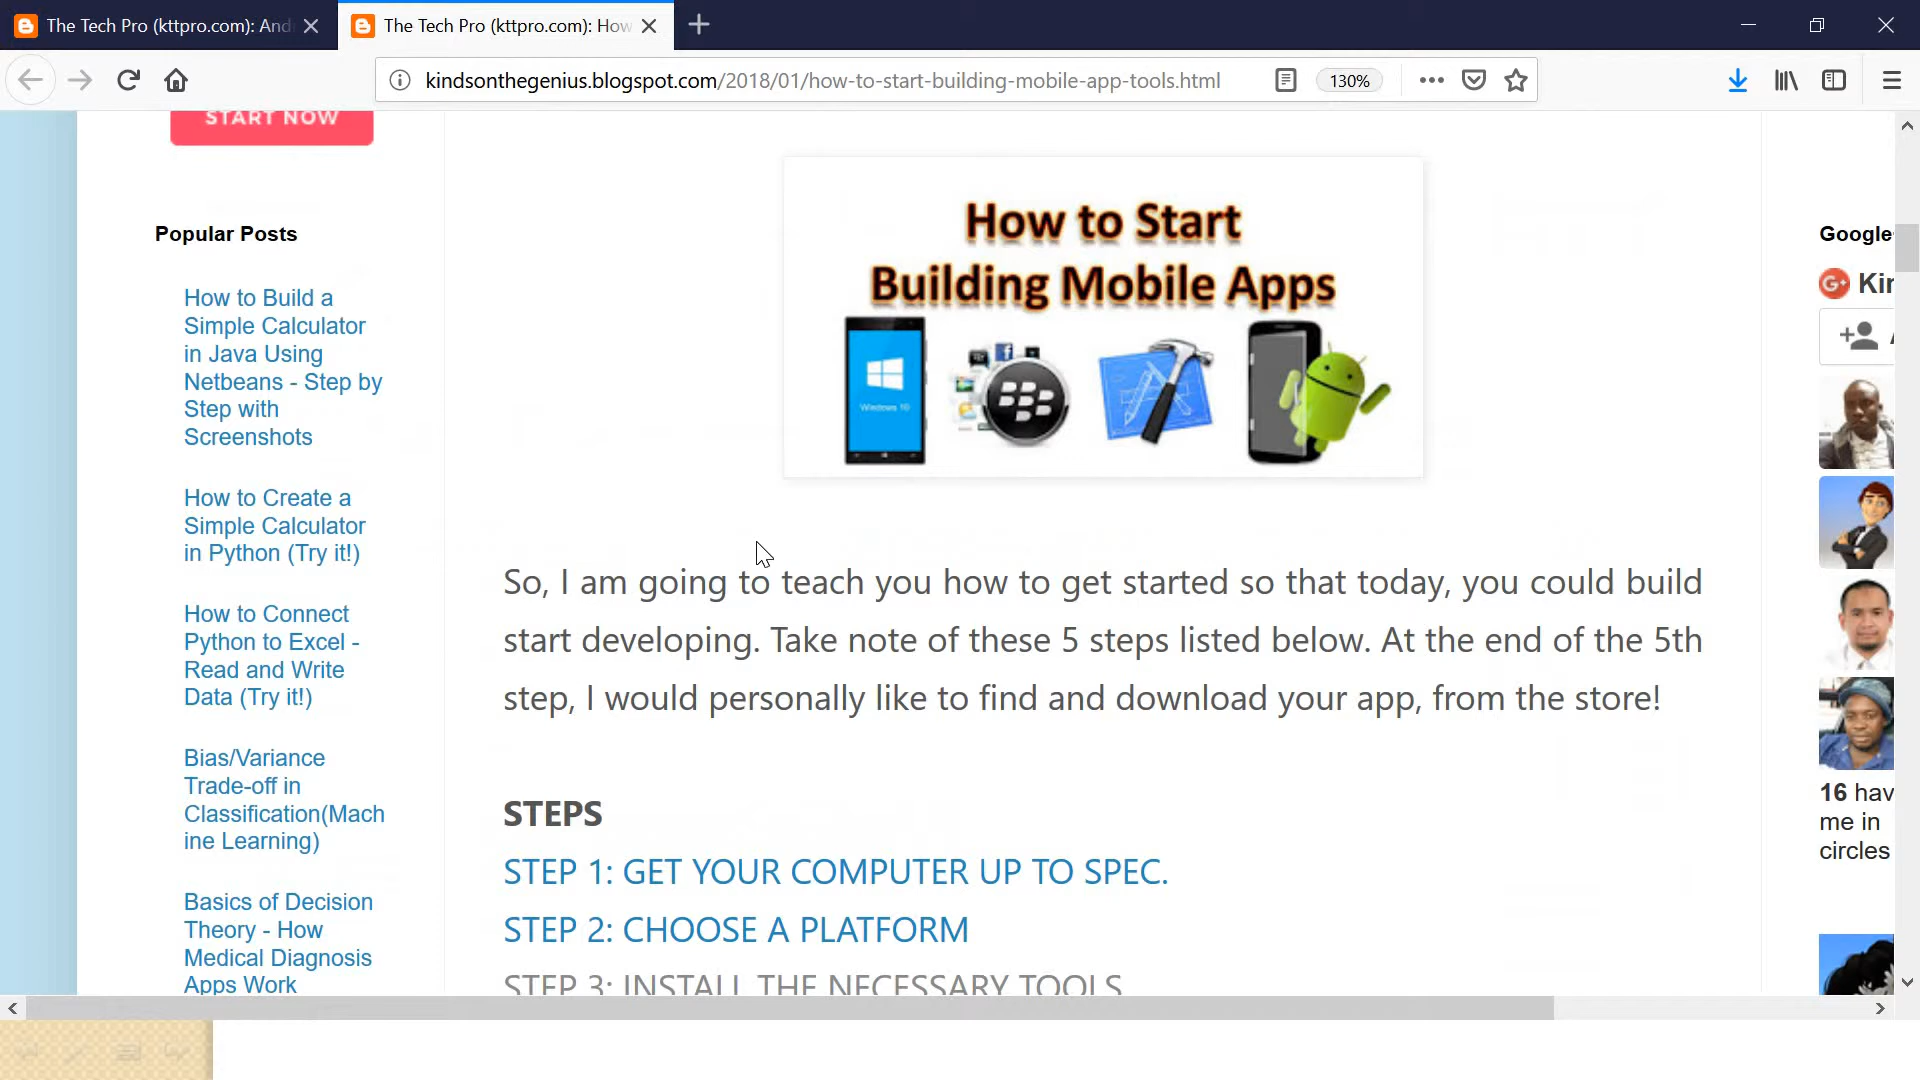 The Tech Pro (kttpro.com): And
The Tech Pro (kttpro.com): How
kindsonthegenius.blogspot.com/2018/01/how-to-start-building-mobile-app-tools.html
130%
START NOW
Popular Posts
How to Build a
Simple Calculator
in Java Using
Netbeans - Step by
Step with
Screenshots
How to Create a
Simple Calculator
in Python (Try it!)
How to Connect
Python to Excel -
Read and Write
Data (Try it!)
Bias/Variance
Trade-off in
Classification(Mach
ine Learning)
Basics of Decision
Theory - How
Medical Diagnosis
Apps Work
How to Start
Building Mobile Apps
Windows 10
So, I am going to teach you how to get started so that today, you could build
start developing. Take note of these 5 steps listed below. At the end of the 5th
step, I would personally like to find and download your app, from the store!
STEPS
STEP 1: GET YOUR COMPUTER UP TO SPEC.
STEP 2: CHOOSE A PLATFORM
STEP 3: INSTALL THE NECESSARY TOOLS
Google+
G+ Kin
16 hav
me in
circles